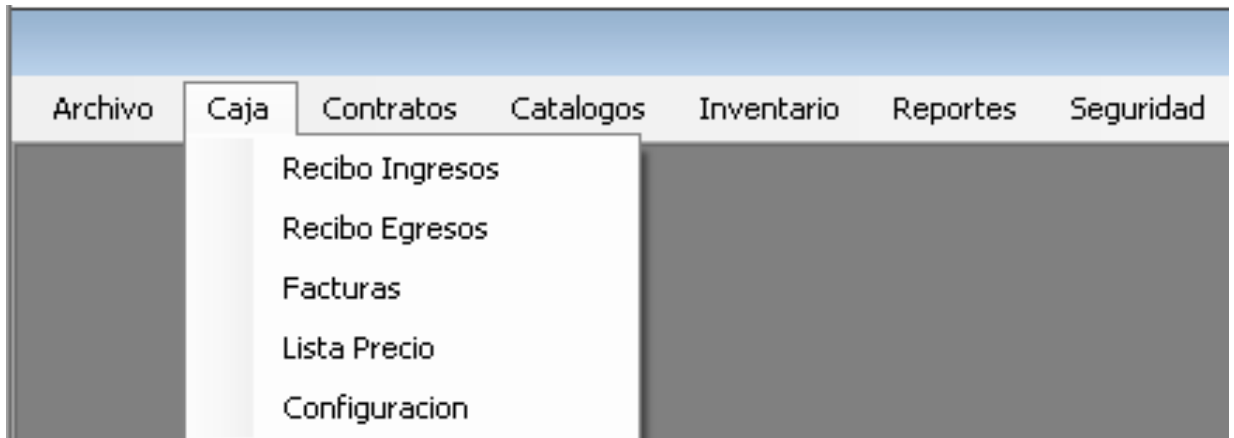 Archivo Caja Contratos Catalogos Inventario Reportes Seguridad
Recibo Ingresos
Recibo Egresos
Facturas
Lista Precio
Configuracion